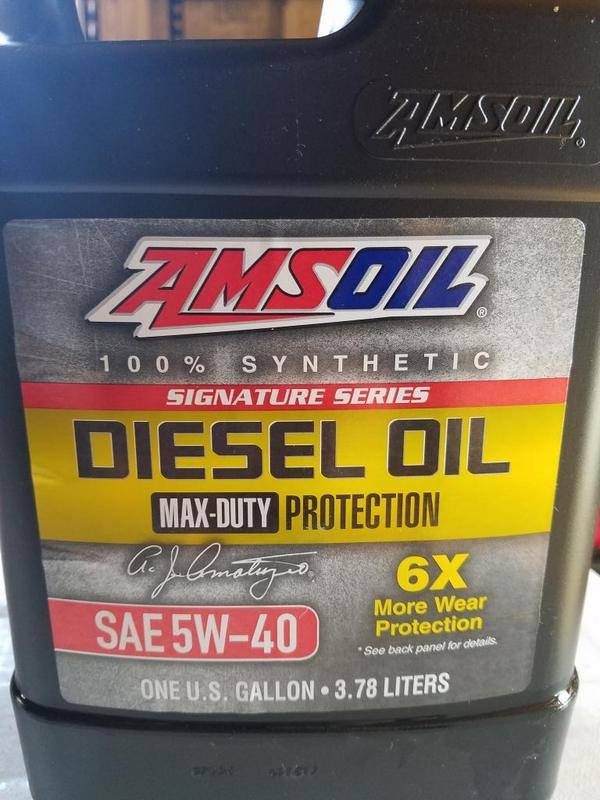 AMSOIL
AMSOIL®
100% SYNTHETIC
SIGNATURE SERIES
DIESEL OIL
MAX-DUTY PROTECTION
A. J. Amatuzio
6X
More Wear
Protection
*See back panel for details.
SAE 5W–40
ONE U.S. GALLON • 3.78 LITERS